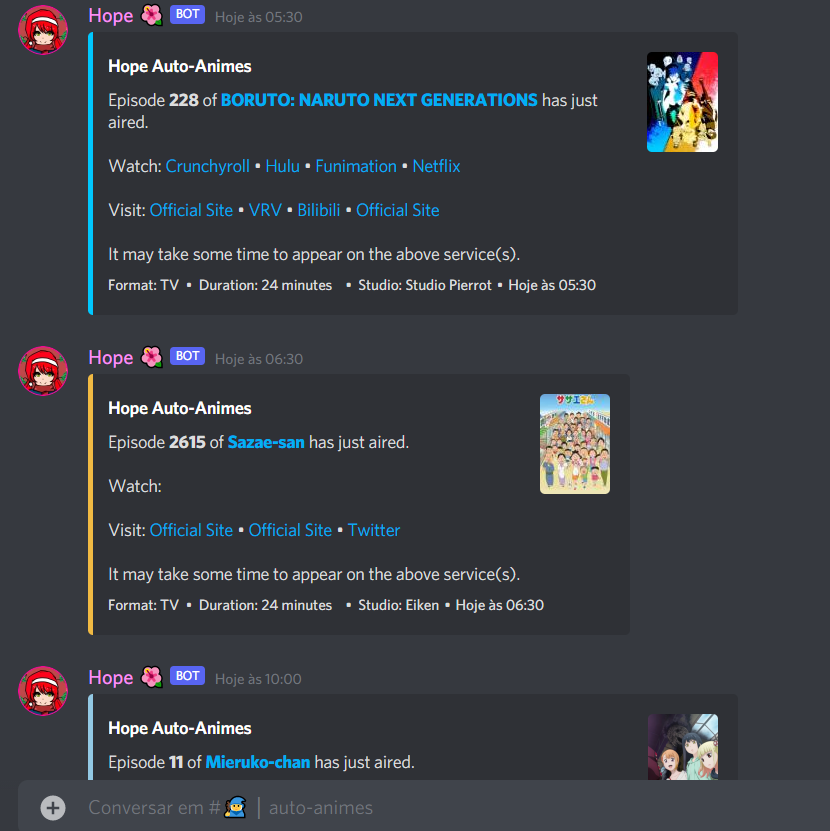 Hope 🌺 BOT Hoje às 05:30
Hope Auto-Animes
Episode 228 of BORUTO: NARUTO NEXT GENERATIONS has just
aired.
Watch: Crunchyroll • Hulu • Funimation • Netflix
Visit: Official Site • VRV • Bilibili • Official Site
It may take some time to appear on the above service(s).
Format: TV • Duration: 24 minutes • Studio: Studio Pierrot • Hoje às 05:30
Hope 🌺 BOT Hoje às 06:30
Hope Auto-Animes
サザエさん
Episode 2615 of Sazae-san has just aired.
Watch:
Visit: Official Site • Official Site • Twitter
It may take some time to appear on the above service(s).
Format: TV • Duration: 24 minutes • Studio: Eiken • Hoje às 06:30
Hope 🌺 BOT Hoje às 10:00
Hope Auto-Animes
Episode 11 of Mieruko-chan has just aired.
Conversar em #🧙‍♂️│auto-animes